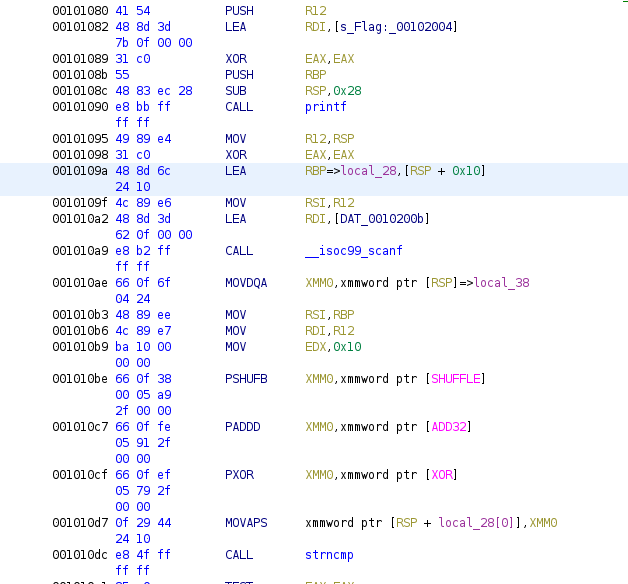 00101080 41 54 PUSH R12
00101082 48 8d 3d LEA RDI,[s_Flag:_00102004]
7b 0f 00 00
00101089 31 c0 XOR EAX,EAX
0010108b 55 PUSH RBP
0010108c 48 83 ec 28 SUB RSP,0x28
00101090 e8 bb ff CALL printf
ff ff
00101095 49 89 e4 MOV R12,RSP
00101098 31 c0 XOR EAX,EAX
0010109a 48 8d 6c LEA RBP=>local_28,[RSP + 0x10]
24 10
0010109f 4c 89 e6 MOV RSI,R12
001010a2 48 8d 3d LEA RDI,[DAT_0010200b]
62 0f 00 00
001010a9 e8 b2 ff CALL __isoc99_scanf
ff ff
001010ae 66 0f 6f MOVDQA XMM0,xmmword ptr [RSP]=>local_38
04 24
001010b3 48 89 ee MOV RSI,RBP
001010b6 4c 89 e7 MOV RDI,R12
001010b9 ba 10 00 MOV EDX,0x10
00 00
001010be 66 0f 38 PSHUFB XMM0,xmmword ptr [SHUFFLE]
00 05 a9
2f 00 00
001010c7 66 0f fe PADDD XMM0,xmmword ptr [ADD32]
05 91 2f
00 00
001010cf 66 0f ef PXOR XMM0,xmmword ptr [XOR]
05 79 2f
00 00
001010d7 0f 29 44 MOVAPS xmmword ptr [RSP + local_28[0]],XMM0
24 10
001010dc e8 4f ff CALL strncmp
ff ff